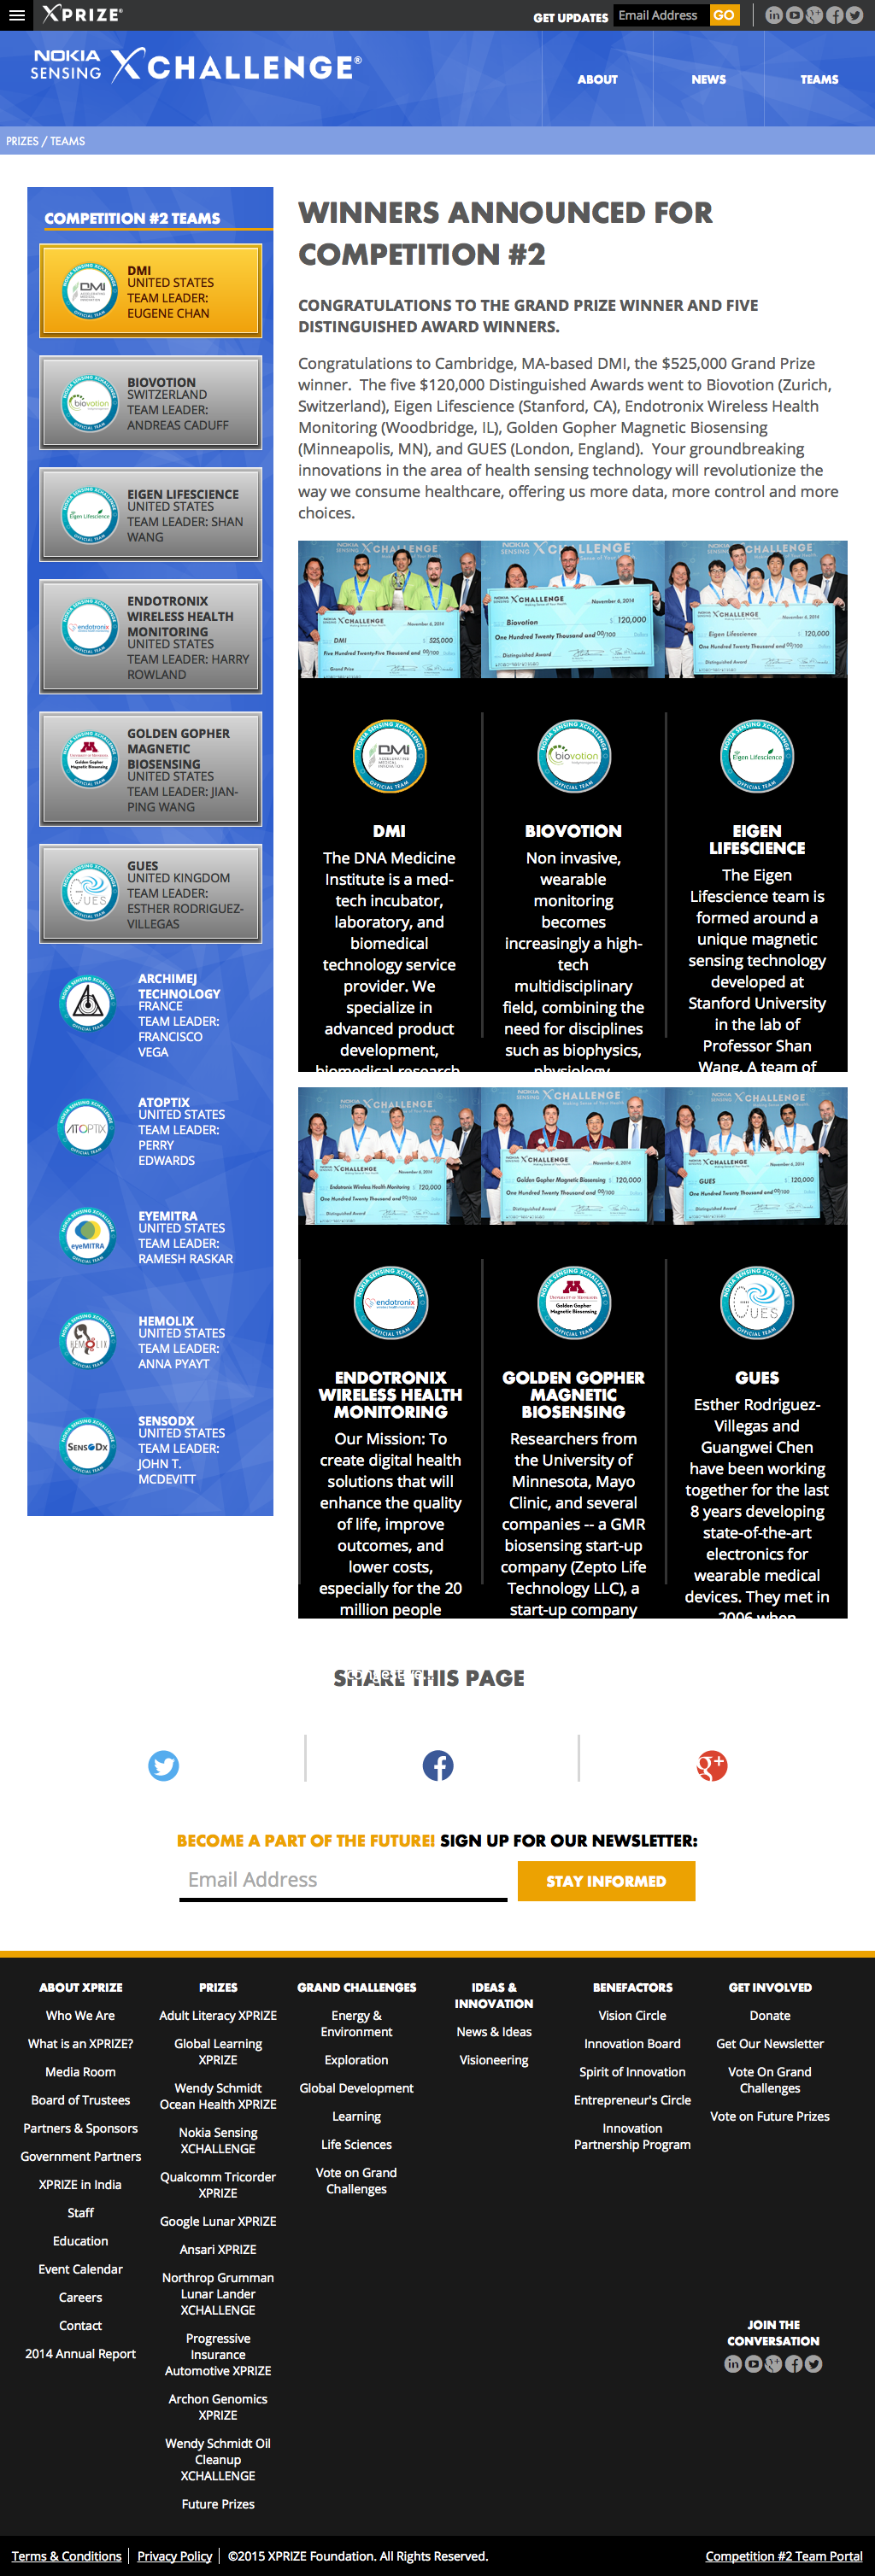 XPRIZE®
GET UPDATES
Email Address
GO
NOKIA
SENSING
XCHALLENGE®
ABOUT
NEWS
TEAMS
PRIZES / TEAMS
COMPETITION #2 TEAMS
DMI
UNITED STATES
TEAM LEADER:
EUGENE CHAN
BIOVOTION
SWITZERLAND
TEAM LEADER:
ANDREAS CADUFF
EIGEN LIFESCIENCE
UNITED STATES
TEAM LEADER: SHAN
WANG
ENDOTRONIX
WIRELESS HEALTH
MONITORING
UNITED STATES
TEAM LEADER: HARRY
ROWLAND
GOLDEN GOPHER
MAGNETIC
BIOSENSING
UNITED STATES
TEAM LEADER: JIAN-
PING WANG
GUES
UNITED KINGDOM
TEAM LEADER:
ESTHER RODRIGUEZ-
VILLEGAS
ARCHIMEJ
TECHNOLOGY
FRANCE
TEAM LEADER:
FRANCISCO
VEGA
ATOPTIX
UNITED STATES
TEAM LEADER:
PERRY
EDWARDS
EYEMITRA
UNITED STATES
TEAM LEADER:
RAMESH RASKAR
HEMOLIX
UNITED STATES
TEAM LEADER:
ANNA PYAYT
SENSODX
UNITED STATES
TEAM LEADER:
JOHN T.
MCDEVITT
WINNERS ANNOUNCED FOR
COMPETITION #2
CONGRATULATIONS TO THE GRAND PRIZE WINNER AND FIVE
DISTINGUISHED AWARD WINNERS.
Congratulations to Cambridge, MA-based DMI, the $525,000 Grand Prize
winner. The five $120,000 Distinguished Awards went to Biovotion (Zurich,
Switzerland), Eigen Lifescience (Stanford, CA), Endotronix Wireless Health
Monitoring (Woodbridge, IL), Golden Gopher Magnetic Biosensing
(Minneapolis, MN), and GUES (London, England). Your groundbreaking
innovations in the area of health sensing technology will revolutionize the
way we consume healthcare, offering us more data, more control and more
choices.
DMI
The DNA Medicine
Institute is a med-
tech incubator,
laboratory, and
biomedical
technology service
provider. We
specialize in
advanced product
development,
biomedical research
BIOVOTION
Non invasive,
wearable
monitoring
becomes
increasingly a high-
tech
multidisciplinary
field, combining the
need for disciplines
such as biophysics,
physiology,
EIGEN
LIFESCIENCE
The Eigen
Lifescience team is
formed around a
unique magnetic
sensing technology
developed at
Stanford University
in the lab of
Professor Shan
Wang. A team of
ENDOTRONIX
WIRELESS HEALTH
MONITORING
Our Mission: To
create digital health
solutions that will
enhance the quality
of life, improve
outcomes, and
lower costs,
especially for the 20
million people
GOLDEN GOPHER
MAGNETIC
BIOSENSING
Researchers from
the University of
Minnesota, Mayo
Clinic, and several
companies -- a GMR
biosensing start-up
company (Zepto Life
Technology LLC), a
start-up company
GUES
Esther Rodriguez-
Villegas and
Guangwei Chen
have been working
together for the last
8 years developing
state-of-the-art
electronics for
wearable medical
devices. They met in
2006 when
SHARE THIS PAGE
BECOME A PART OF THE FUTURE! SIGN UP FOR OUR NEWSLETTER:
Email Address
STAY INFORMED
ABOUT XPRIZE
Who We Are
What is an XPRIZE?
Media Room
Board of Trustees
Partners & Sponsors
Government Partners
XPRIZE in India
Staff
Education
Event Calendar
Careers
Contact
2014 Annual Report
PRIZES
Adult Literacy XPRIZE
Global Learning
XPRIZE
Wendy Schmidt
Ocean Health XPRIZE
Nokia Sensing
XCHALLENGE
Qualcomm Tricorder
XPRIZE
Google Lunar XPRIZE
Ansari XPRIZE
Northrop Grumman
Lunar Lander
XCHALLENGE
Progressive
Insurance
Automotive XPRIZE
Archon Genomics
XPRIZE
Wendy Schmidt Oil
Cleanup
XCHALLENGE
Future Prizes
GRAND CHALLENGES
Energy &
Environment
Exploration
Global Development
Learning
Life Sciences
Vote on Grand
Challenges
IDEAS &
INNOVATION
News & Ideas
Visioneering
BENEFACTORS
Vision Circle
Innovation Board
Spirit of Innovation
Entrepreneur's Circle
Innovation
Partnership Program
GET INVOLVED
Donate
Get Our Newsletter
Vote On Grand
Challenges
Vote on Future Prizes
JOIN THE
CONVERSATION
Terms & Conditions
Privacy Policy
©2015 XPRIZE Foundation. All Rights Reserved.
Competition #2 Team Portal